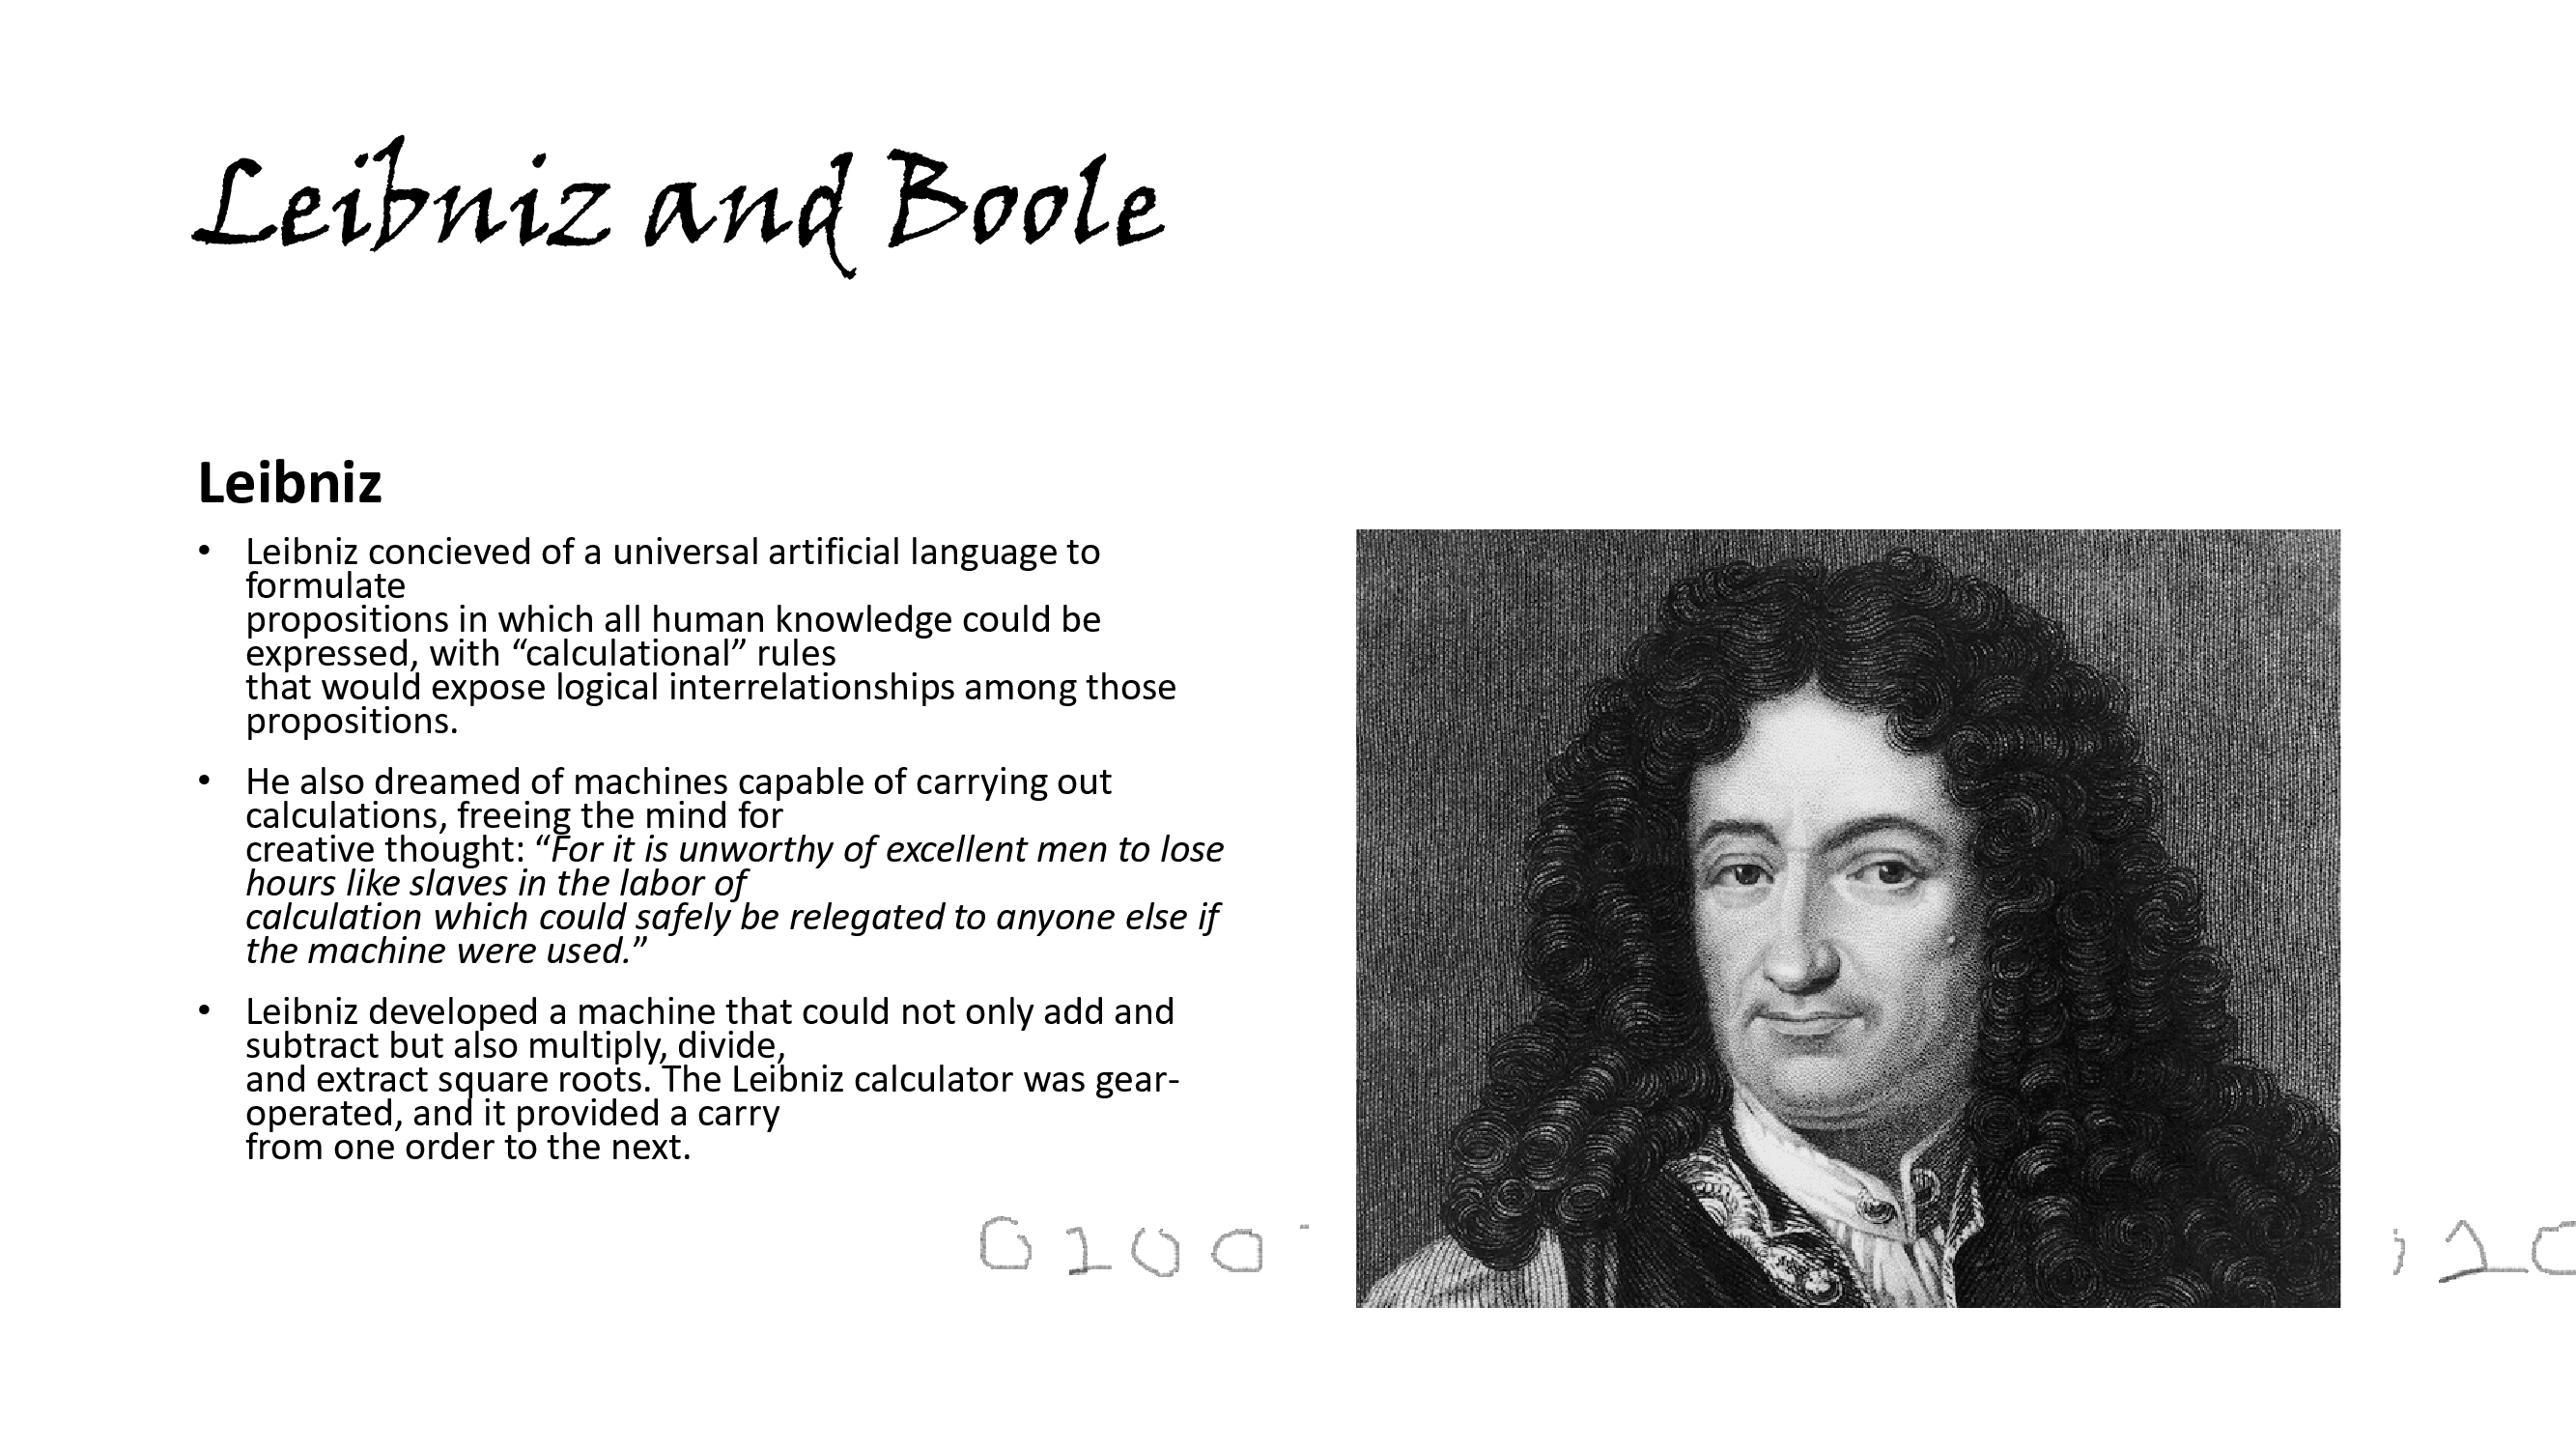 Leibniz and Boole
Leibniz
• Leibniz concieved of a universal artificial language to
formulate
propositions in which all human knowledge could be
expressed, with “calculational” rules
that would expose logical interrelationships among those
propositions.
• He also dreamed of machines capable of carrying out
calculations, freeing the mind for
creative thought: “For it is unworthy of excellent men to lose
hours like slaves in the labor of
calculation which could safely be relegated to anyone else if
the machine were used.”
• Leibniz developed a machine that could not only add and
subtract but also multiply, divide,
and extract square roots. The Leibniz calculator was gear-
operated, and it provided a carry
from one order to the next.
0100
10